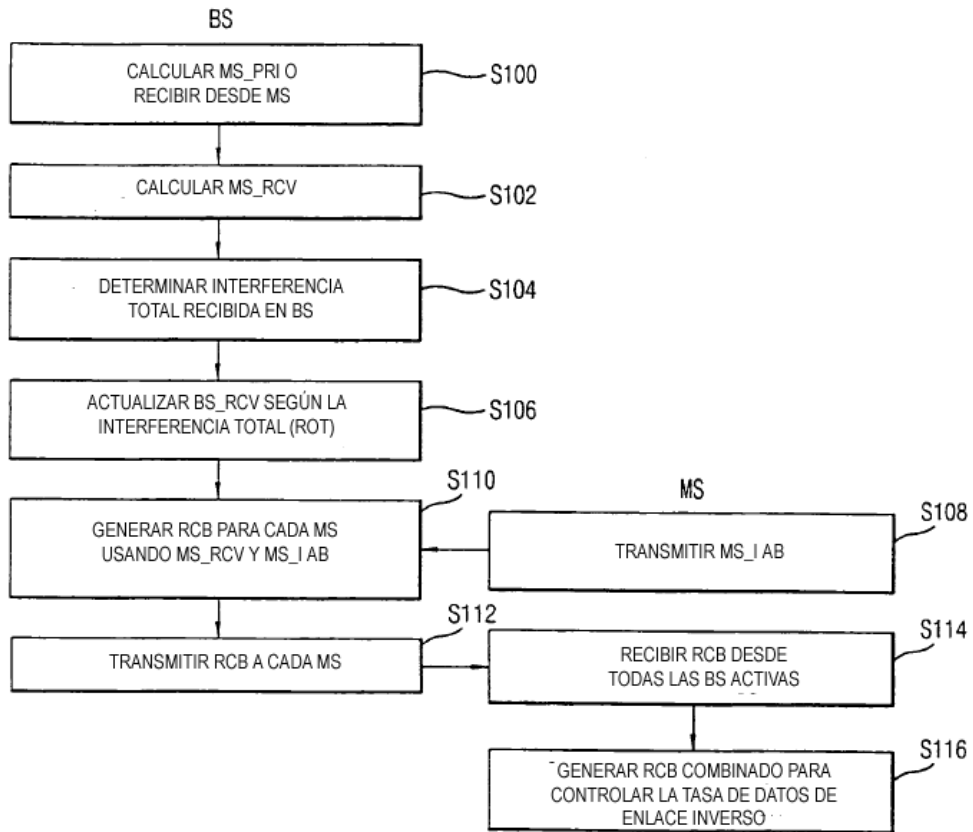 BS
CALCULAR MS_PRI O
RECIBIR DESDE MS
S100
CALCULAR MS_RCV
S102
DETERMINAR INTERFERENCIA
TOTAL RECIBIDA EN BS
S104
ACTUALIZAR BS_RCV SEGÚN LA
INTERFERENCIA TOTAL (ROT)
S106
GENERAR RCB PARA CADA MS
USANDO MS_RCV Y MS_I AB
S110
MS
TRANSMITIR MS_I AB
S108
TRANSMITIR RCB A CADA MS
S112
RECIBIR RCB DESDE
TODAS LAS BS ACTIVAS
S114
GENERAR RCB COMBINADO PARA
CONTROLAR LA TASA DE DATOS DE
ENLACE INVERSO
S116